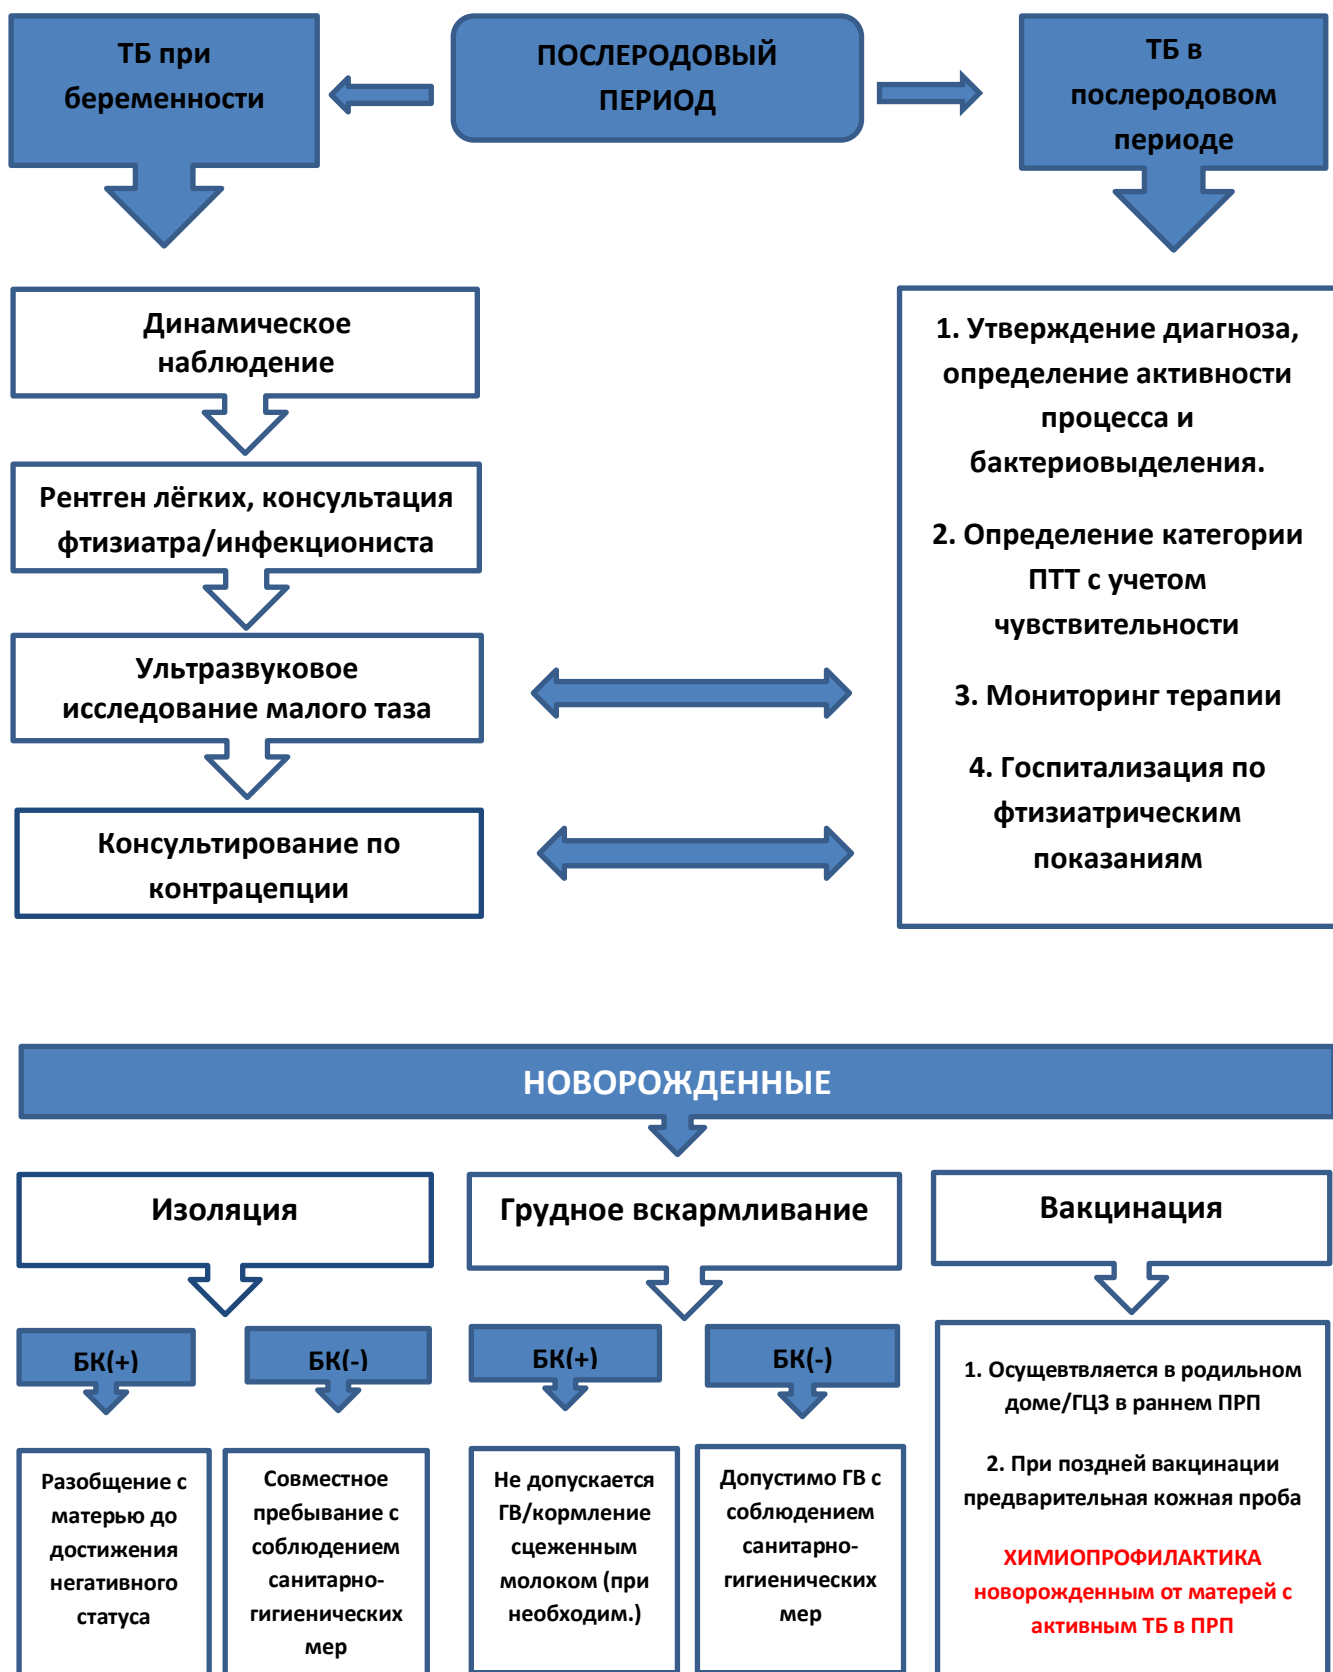 ТБ при
беременности
ПОСЛЕРОДОВЫЙ
ПЕРИОД
ТБ в
послеродовом
периоде
Динамическое
наблюдение
Рентген лёгких, консультация
фтизиатра/инфекциониста
Ультразвуковое
исследование малого таза
Консультирование по
контрацепции
1. Утверждение диагноза,
определение активности
процесса и
бактериовыделения.
2. Определение категории
ПТТ с учетом
чувствительности
3. Мониторинг терапии
4. Госпитализация по
фтизиатрическим
показаниям
НОВОРОЖДЕННЫЕ
Изоляция
БК(+)
Разобщение с
матерью до
достижения
негативного
статуса
БК(-)
Совместное
пребывание с
соблюдением
санитарно-
гигиенических
мер
Грудное вскармливание
БК(+)
Не допускается
ГВ/кормление
сцеженным
молоком (при
необходим.)
БК(-)
Допустимо ГВ с
соблюдением
санитарно-
гигиенических
мер
Вакцинация
1. Осущевтвляется в родильном
доме/ГЦЗ в раннем ПРП
2. При поздней вакцинации
предварительная кожная проба
ХИМИОПРОФИЛАКТИКА
новорожденным от матерей с
активным ТБ в ПРП